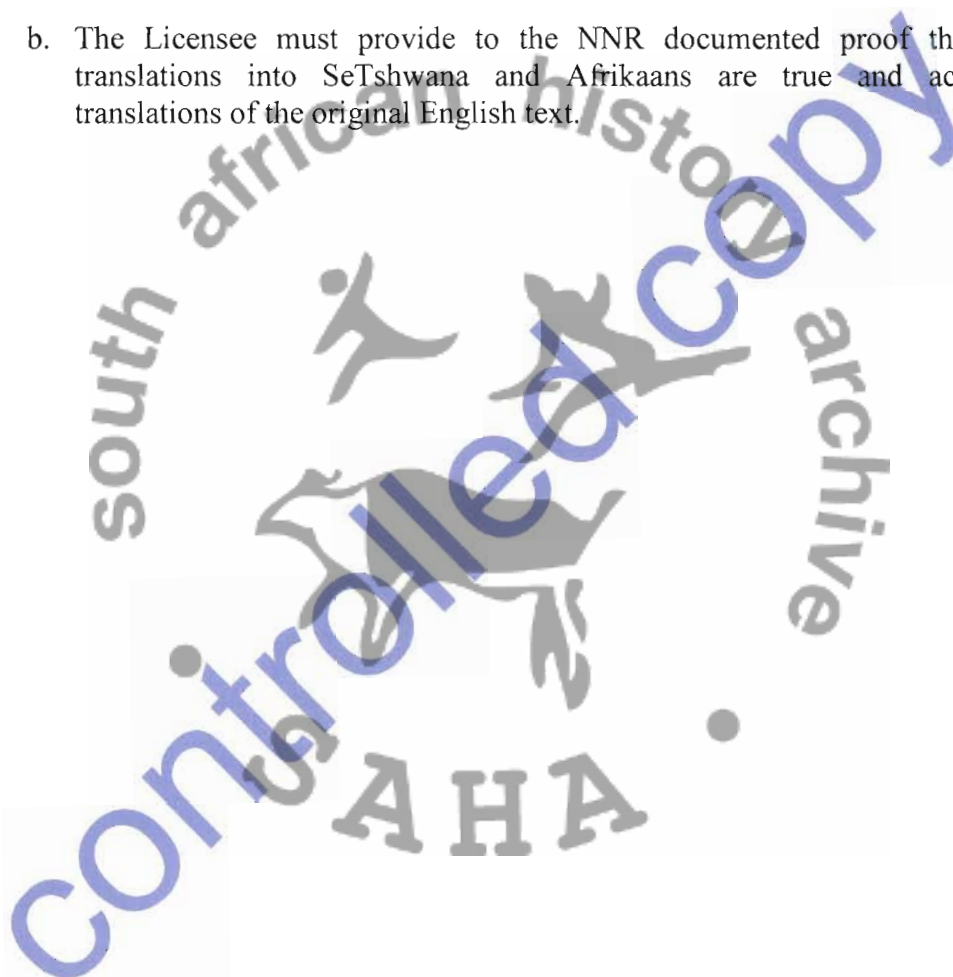 b. The Licensee must provide to the NNR documented proof th
translations into SeTshwana and Afrikaans are true and ac
translations of the original English text.
south african history archive
SAHA
controlled copy